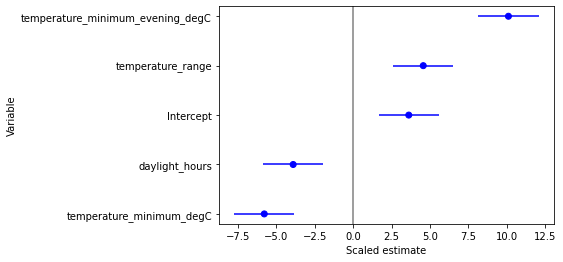 temperature_minimum_evening_degC
temperature_range
Intercept
daylight_hours
temperature_minimum_degC
Variable
−7.5 −5.0 −2.5 0.0 2.5 5.0 7.5 10.0 12.5
Scaled estimate